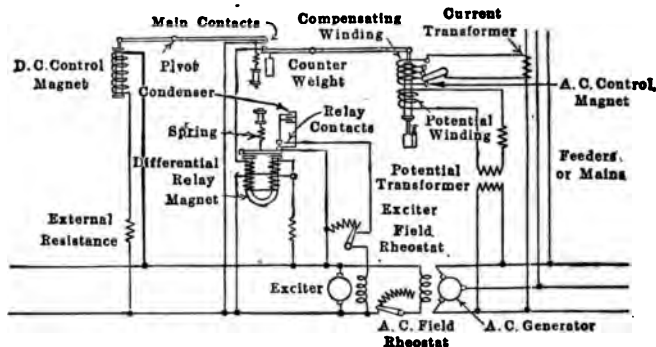 Main Contacts
Compensating
Winding
Current
Transformer
D.C. Control
Magnet
Pivot
Counter
Weight
A.C. Control,
Magnet
Condenser
Relay
Contacts
Spring
Potential
Winding
Differential
Relay
Magnet
Potential
Transformer
Feeders
or Mains
External
Resistance
Exciter
Field
Rheostat
Exciter
A.C. Field
Rheostat
A.C. Generator